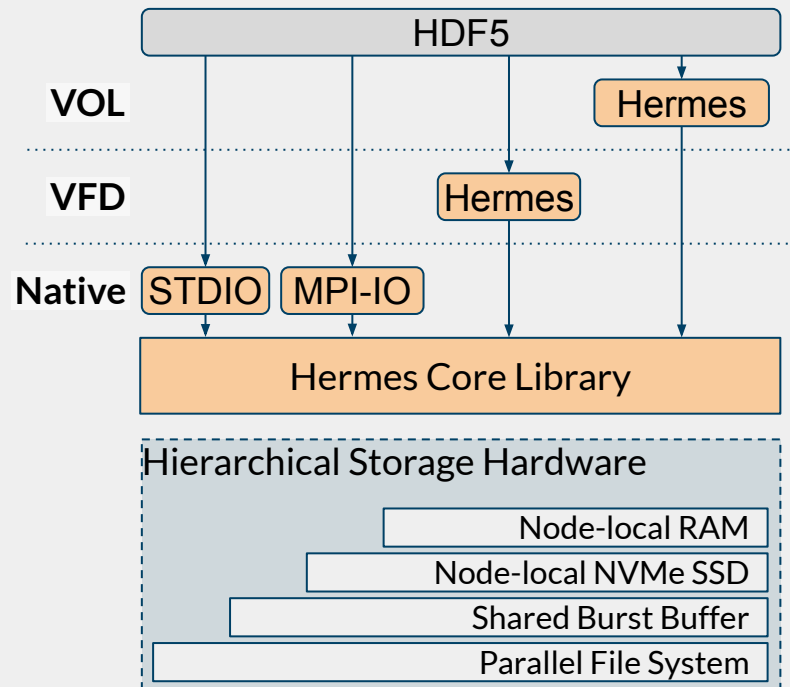 HDF5
VOL
Hermes
VFD
Hermes
Native
STDIO
MPI-IO
Hermes Core Library
Hierarchical Storage Hardware
Node-local RAM
Node-local NVMe SSD
Shared Burst Buffer
Parallel File System